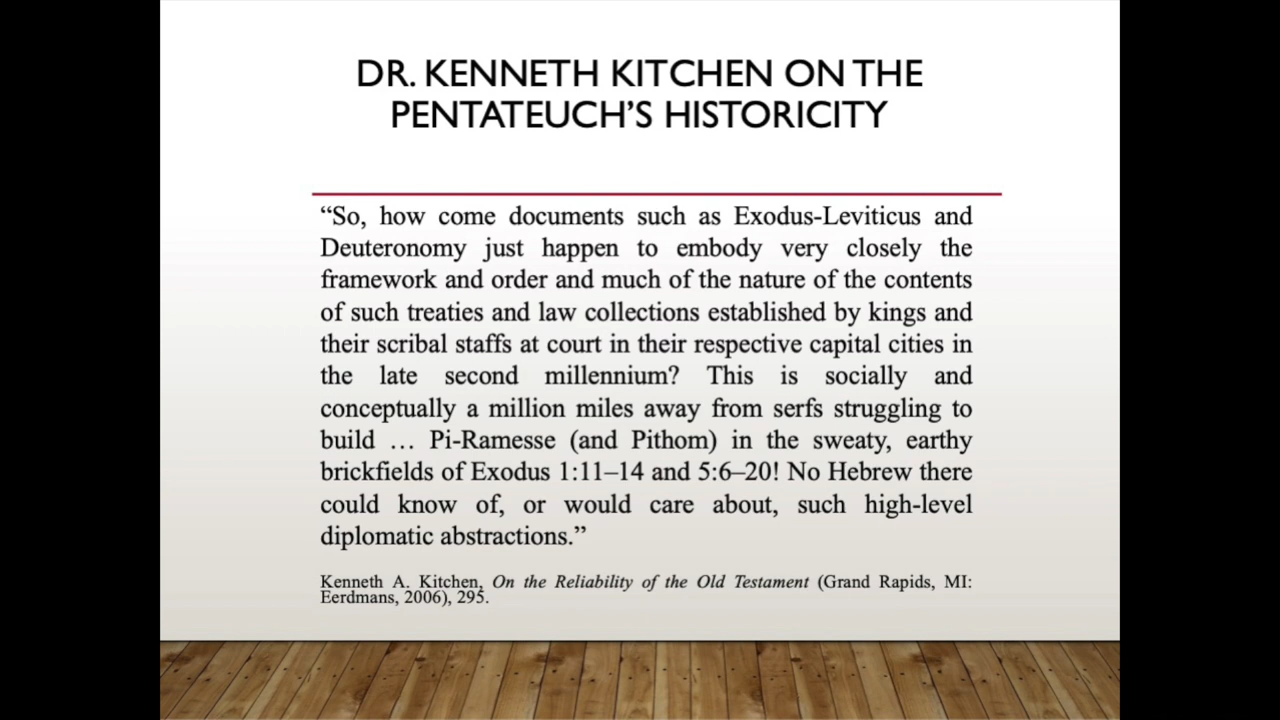 DR. KENNETH KITCHEN ON THE
PENTATEUCH’S HISTORICITY
“So, how come documents such as Exodus-Leviticus and
Deuteronomy just happen to embody very closely the
framework and order and much of the nature of the contents
of such treaties and law collections established by kings and
their scribal staffs at court in their respective capital cities in
the late second millennium? This is socially and
conceptually a million miles away from serfs struggling to
build … Pi-Ramesse (and Pithom) in the sweaty, earthy
brickfields of Exodus 1:11–14 and 5:6–20! No Hebrew there
could know of, or would care about, such high-level
diplomatic abstractions.”
Kenneth A. Kitchen, On the Reliability of the Old Testament (Grand Rapids, MI:
Eerdmans, 2006), 295.